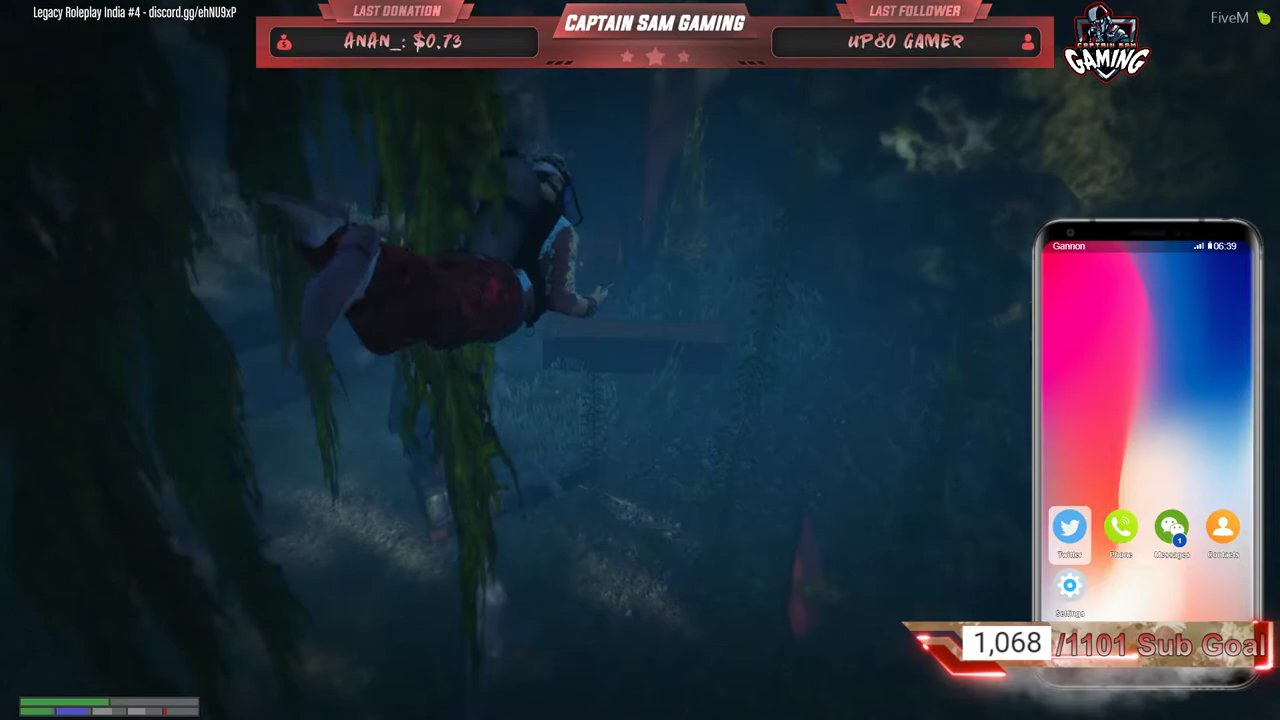 Legacy Roleplay India #4 - discord.gg/ehNU9xP
LAST DONATION
ANAN_: $0.73
CAPTAIN SAM GAMING
LAST FOLLOWER
UP80 GAMER
CAPTAIN SAM
GAMING
FiveM
Gannon
06:39
Twitter
Phone
1
Messages
Contacts
Settings
1,068 /1101 Sub Goal